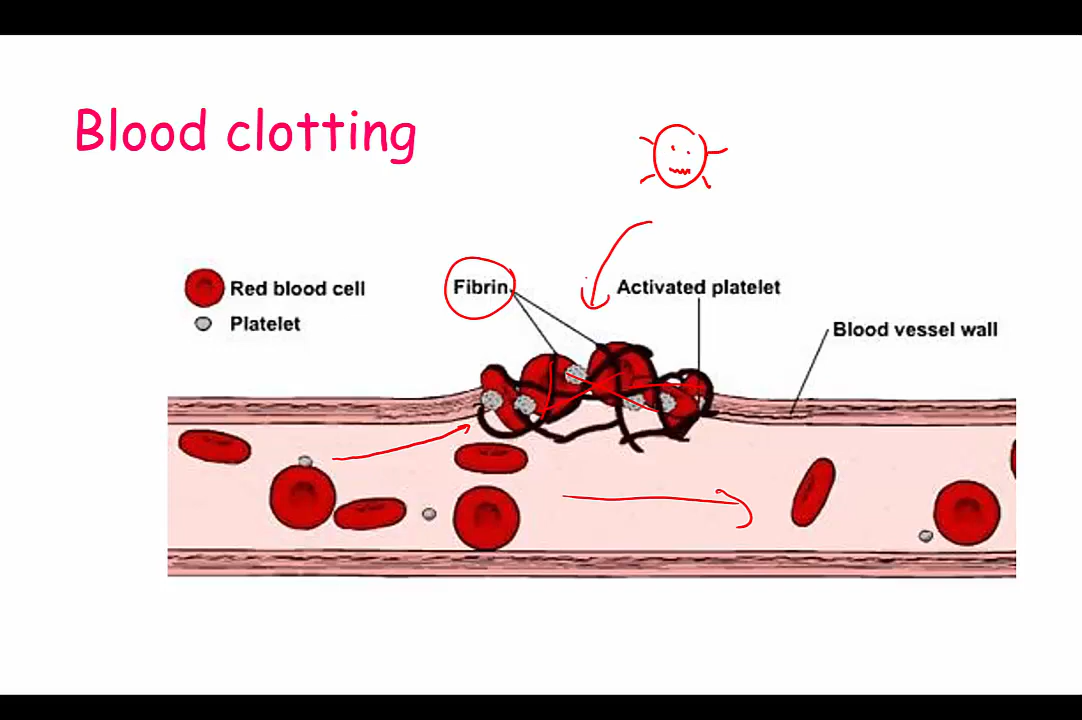 Blood clotting
Red blood cell
Fibrin
Activated platelet
Platelet
Blood vessel wall